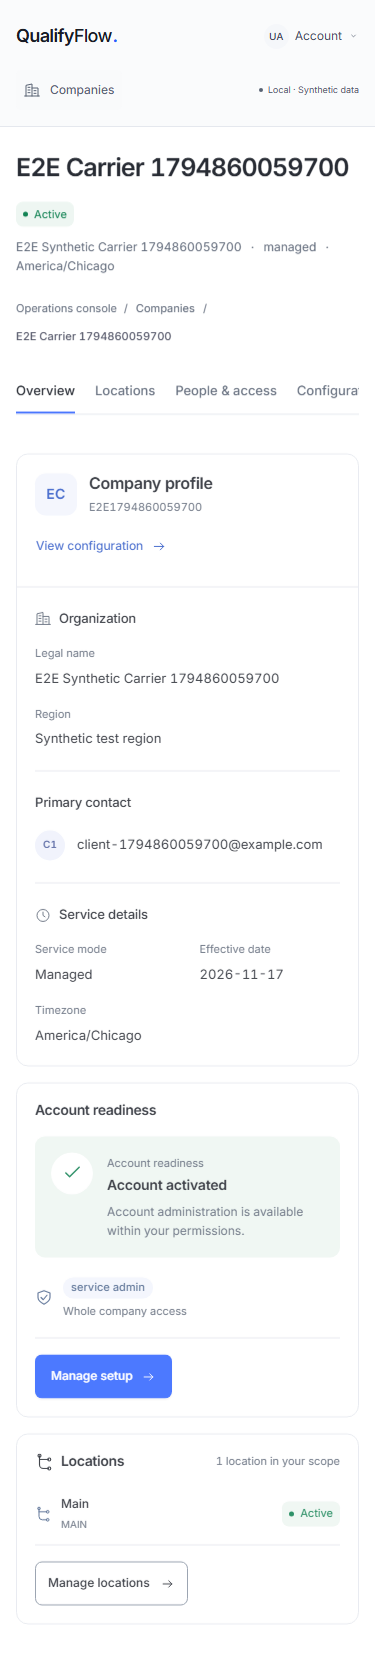 QualifyFlow.
UA Account
Companies
Local · Synthetic data
E2E Carrier 1794860059700
Active
E2E Synthetic Carrier 1794860059700 · managed ·
America/Chicago
Operations console / Companies /
E2E Carrier 1794860059700
Overview Locations People & access Configurat
EC
Company profile
E2E1794860059700
View configuration →
Organization
Legal name
E2E Synthetic Carrier 1794860059700
Region
Synthetic test region
Primary contact
C1 client-1794860059700@example.com
Service details
Service mode Effective date
Managed 2026-11-17
Timezone
America/Chicago
Account readiness
Account readiness
Account activated
Account administration is available
within your permissions.
service admin
Whole company access
Manage setup →
Locations 1 location in your scope
Main
MAIN
Active
Manage locations →